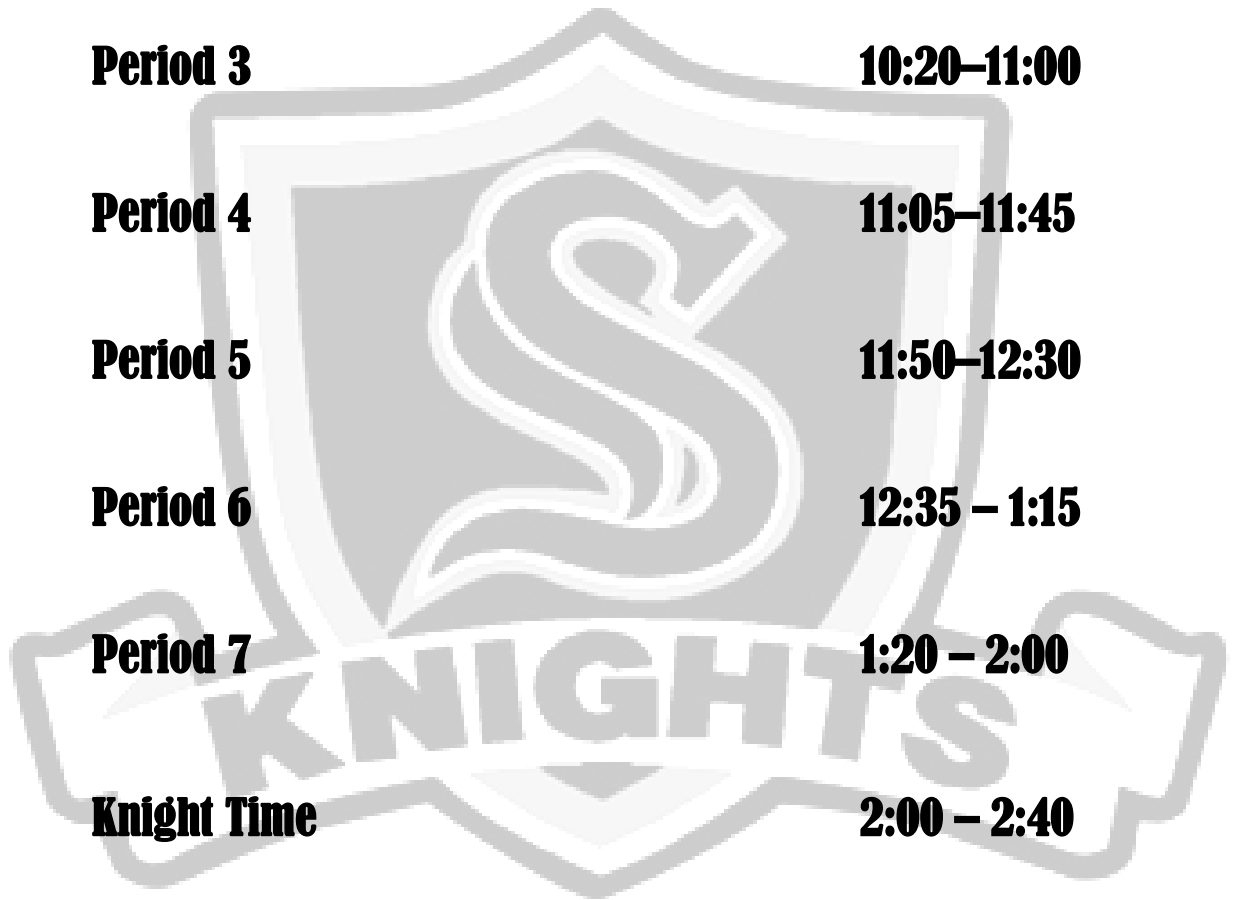 Period 3 10:20–11:00
Period 4 11:05–11:45
Period 5 11:50–12:30
Period 6 12:35 – 1:15
Period 7 1:20 – 2:00
Knight Time 2:00 – 2:40
S
KNIGHTS